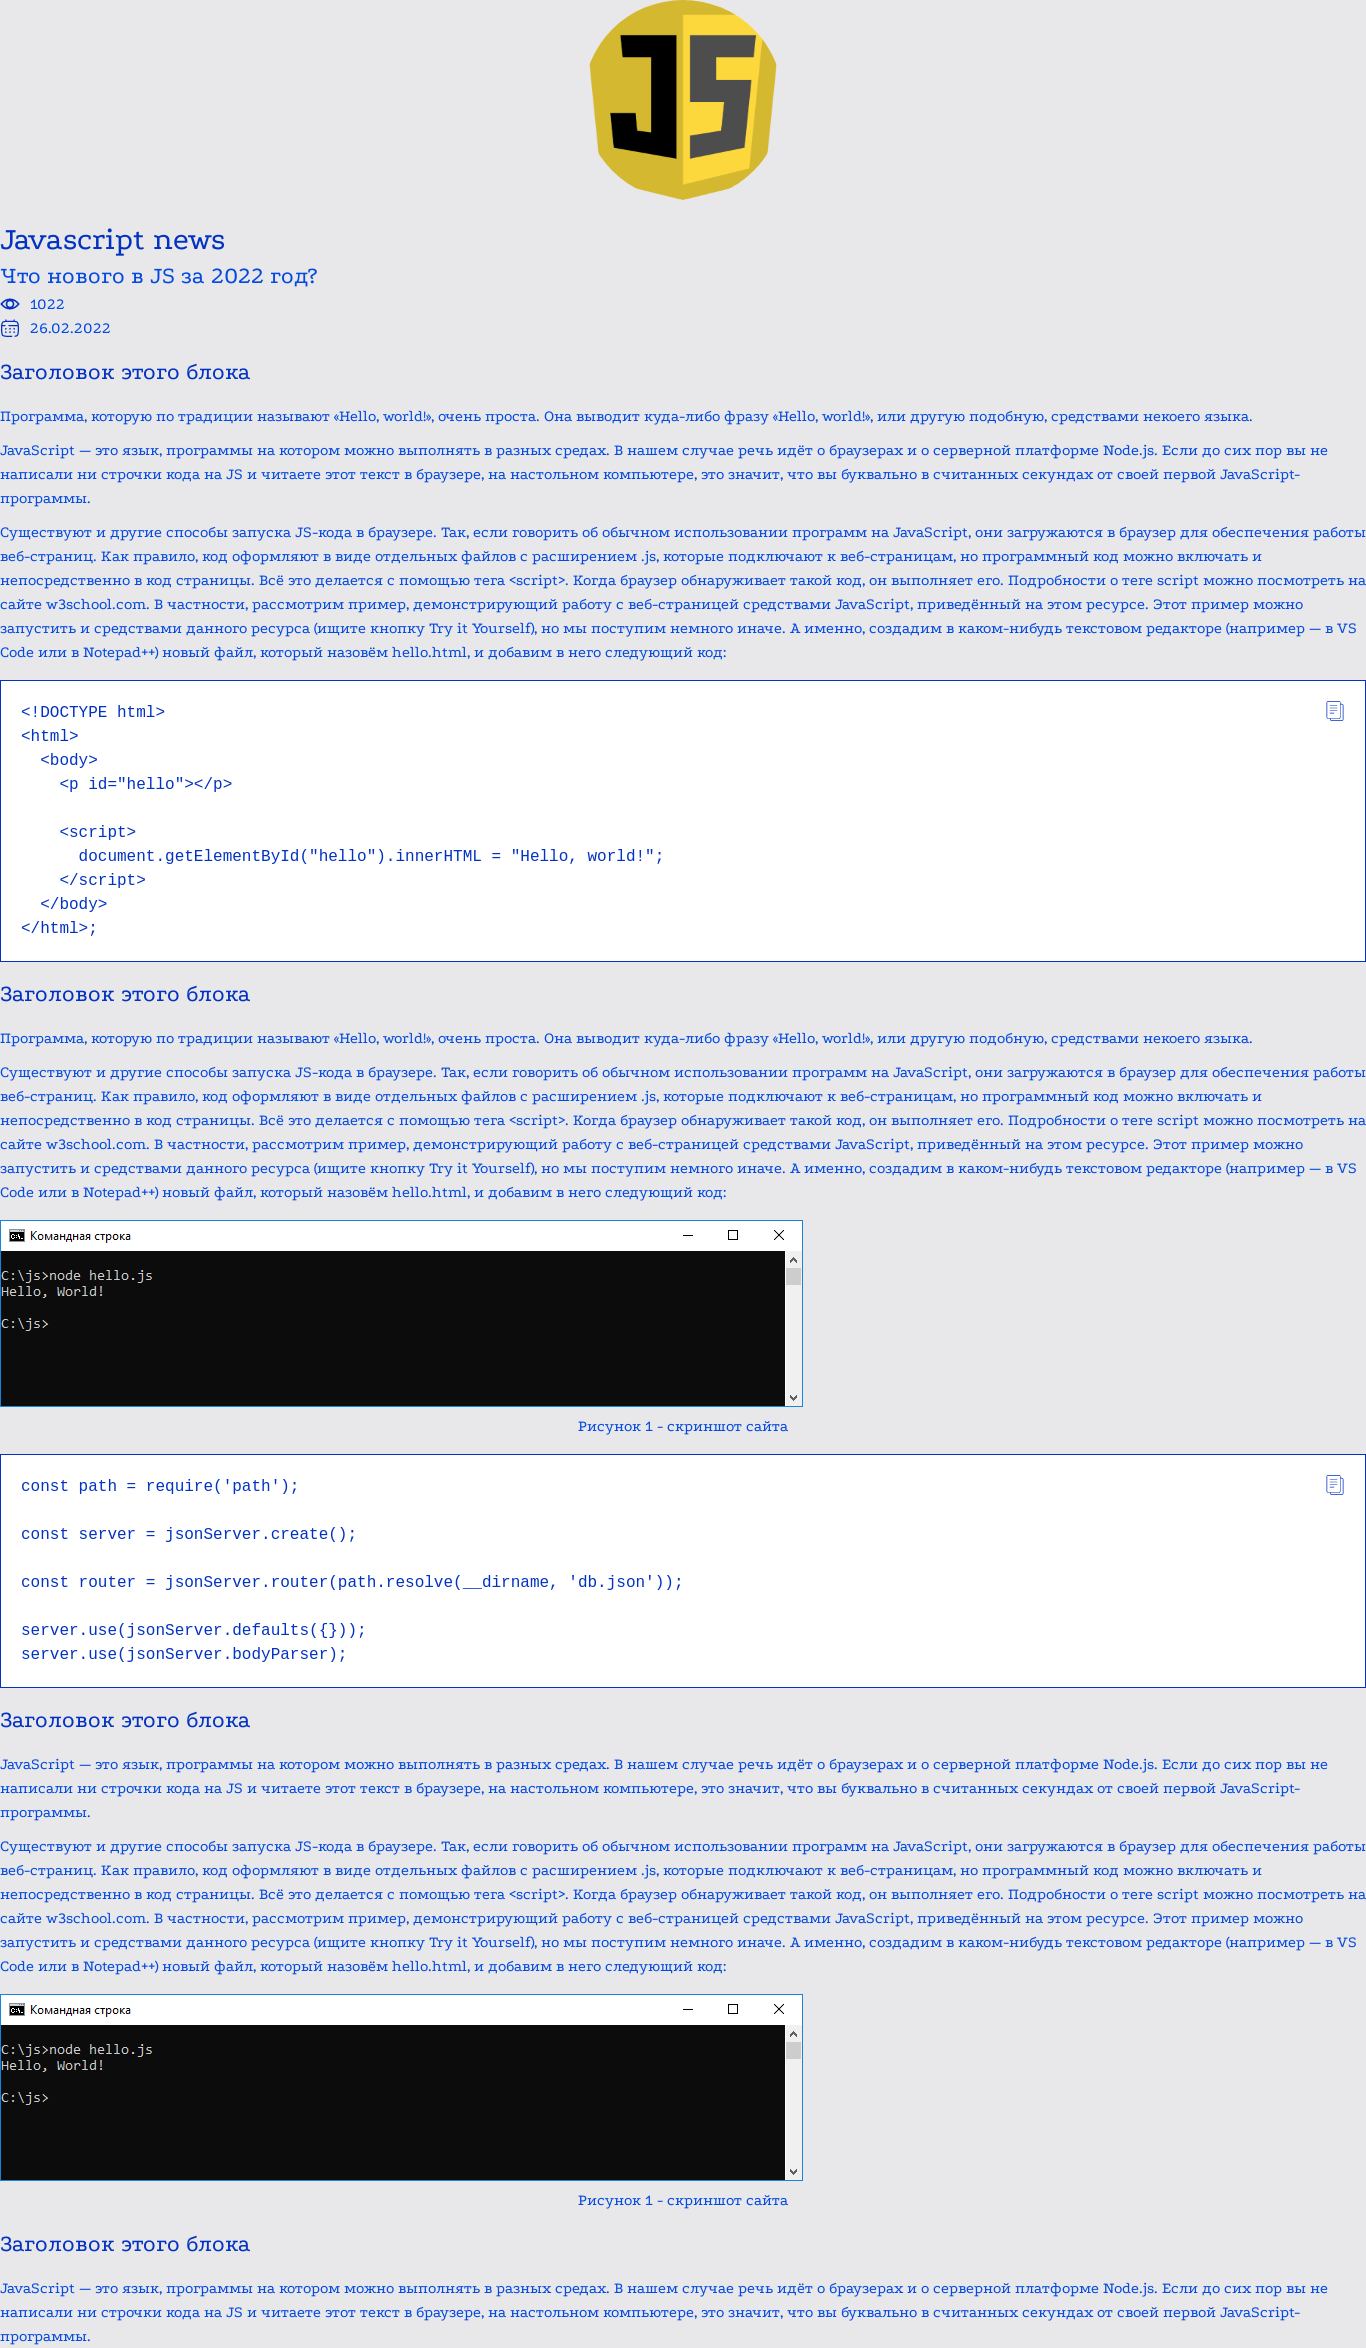 JS
Javascript news
Что нового в JS за 2022 год?
1022
26.02.2022
Заголовок этого блока
Программа, которую по традиции называют «Hello, world!», очень проста. Она выводит куда-либо фразу «Hello, world!», или другую подобную, средствами некоего языка.
JavaScript — это язык, программы на котором можно выполнять в разных средах. В нашем случае речь идёт о браузерах и о серверной платформе Node.js. Если до сих пор вы не
написали ни строчки кода на JS и читаете этот текст в браузере, на настольном компьютере, это значит, что вы буквально в считанных секундах от своей первой JavaScript-
программы.
Существуют и другие способы запуска JS-кода в браузере. Так, если говорить об обычном использовании программ на JavaScript, они загружаются в браузер для обеспечения работы
веб-страниц. Как правило, код оформляют в виде отдельных файлов с расширением .js, которые подключают к веб-страницам, но программный код можно включать и
непосредственно в код страницы. Всё это делается с помощью тега <script>. Когда браузер обнаруживает такой код, он выполняет его. Подробности о теге script можно посмотреть на
сайте w3school.com. В частности, рассмотрим пример, демонстрирующий работу с веб-страницей средствами JavaScript, приведённый на этом ресурсе. Этот пример можно
запустить и средствами данного ресурса (ищите кнопку Try it Yourself), но мы поступим немного иначе. А именно, создадим в каком-нибудь текстовом редакторе (например — в VS
Code или в Notepad++) новый файл, который назовём hello.html, и добавим в него следующий код:
<!DOCTYPE html>
<html>
  <body>
    <p id="hello"></p>

    <script>
      document.getElementById("hello").innerHTML = "Hello, world!";
    </script>
  </body>
</html>;
Заголовок этого блока
Программа, которую по традиции называют «Hello, world!», очень проста. Она выводит куда-либо фразу «Hello, world!», или другую подобную, средствами некоего языка.
Существуют и другие способы запуска JS-кода в браузере. Так, если говорить об обычном использовании программ на JavaScript, они загружаются в браузер для обеспечения работы
веб-страниц. Как правило, код оформляют в виде отдельных файлов с расширением .js, которые подключают к веб-страницам, но программный код можно включать и
непосредственно в код страницы. Всё это делается с помощью тега <script>. Когда браузер обнаруживает такой код, он выполняет его. Подробности о теге script можно посмотреть на
сайте w3school.com. В частности, рассмотрим пример, демонстрирующий работу с веб-страницей средствами JavaScript, приведённый на этом ресурсе. Этот пример можно
запустить и средствами данного ресурса (ищите кнопку Try it Yourself), но мы поступим немного иначе. А именно, создадим в каком-нибудь текстовом редакторе (например — в VS
Code или в Notepad++) новый файл, который назовём hello.html, и добавим в него следующий код:
Командная строка
C:\js>node hello.js
Hello, World!
C:\js>
Рисунок 1 - скриншот сайта
const path = require('path');

const server = jsonServer.create();

const router = jsonServer.router(path.resolve(__dirname, 'db.json'));

server.use(jsonServer.defaults({}));
server.use(jsonServer.bodyParser);
Заголовок этого блока
JavaScript — это язык, программы на котором можно выполнять в разных средах. В нашем случае речь идёт о браузерах и о серверной платформе Node.js. Если до сих пор вы не
написали ни строчки кода на JS и читаете этот текст в браузере, на настольном компьютере, это значит, что вы буквально в считанных секундах от своей первой JavaScript-
программы.
Существуют и другие способы запуска JS-кода в браузере. Так, если говорить об обычном использовании программ на JavaScript, они загружаются в браузер для обеспечения работы
веб-страниц. Как правило, код оформляют в виде отдельных файлов с расширением .js, которые подключают к веб-страницам, но программный код можно включать и
непосредственно в код страницы. Всё это делается с помощью тега <script>. Когда браузер обнаруживает такой код, он выполняет его. Подробности о теге script можно посмотреть на
сайте w3school.com. В частности, рассмотрим пример, демонстрирующий работу с веб-страницей средствами JavaScript, приведённый на этом ресурсе. Этот пример можно
запустить и средствами данного ресурса (ищите кнопку Try it Yourself), но мы поступим немного иначе. А именно, создадим в каком-нибудь текстовом редакторе (например — в VS
Code или в Notepad++) новый файл, который назовём hello.html, и добавим в него следующий код:
Командная строка
C:\js>node hello.js
Hello, World!
C:\js>
Рисунок 1 - скриншот сайта
Заголовок этого блока
JavaScript — это язык, программы на котором можно выполнять в разных средах. В нашем случае речь идёт о браузерах и о серверной платформе Node.js. Если до сих пор вы не
написали ни строчки кода на JS и читаете этот текст в браузере, на настольном компьютере, это значит, что вы буквально в считанных секундах от своей первой JavaScript-
программы.